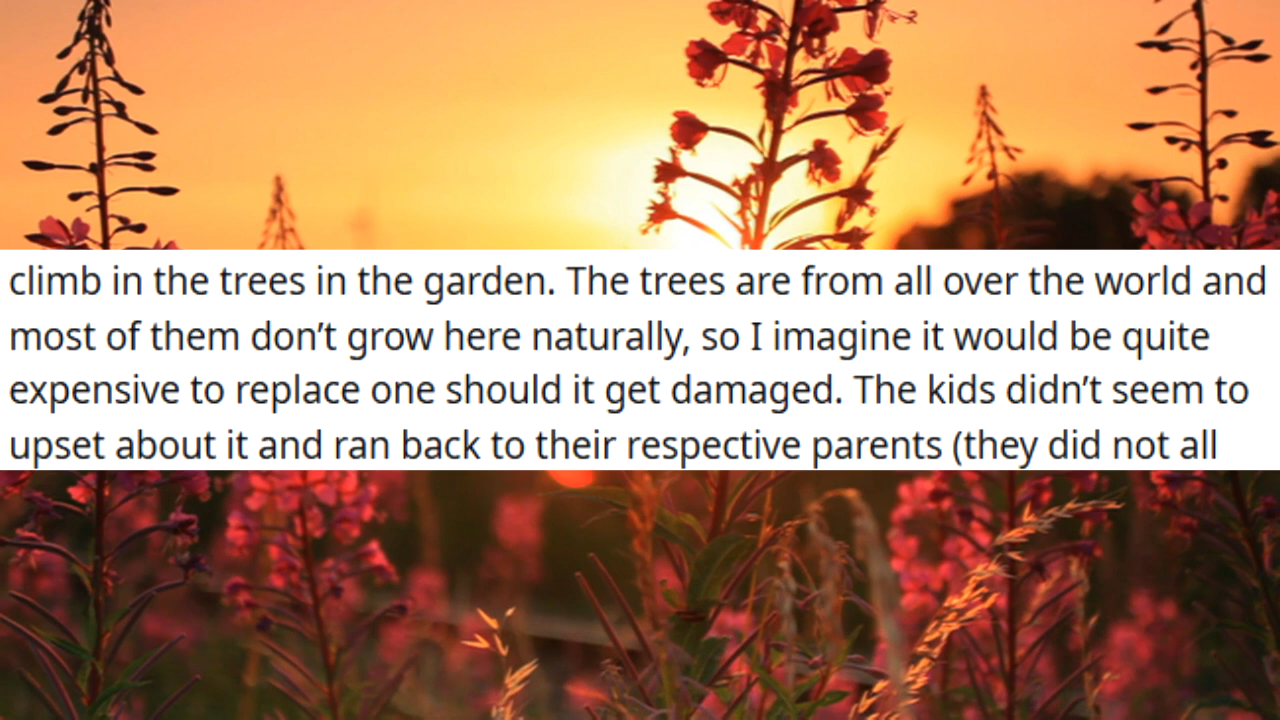 climb in the trees in the garden. The trees are from all over the world and
most of them don’t grow here naturally, so I imagine it would be quite
expensive to replace one should it get damaged. The kids didn’t seem to
upset about it and ran back to their respective parents (they did not all